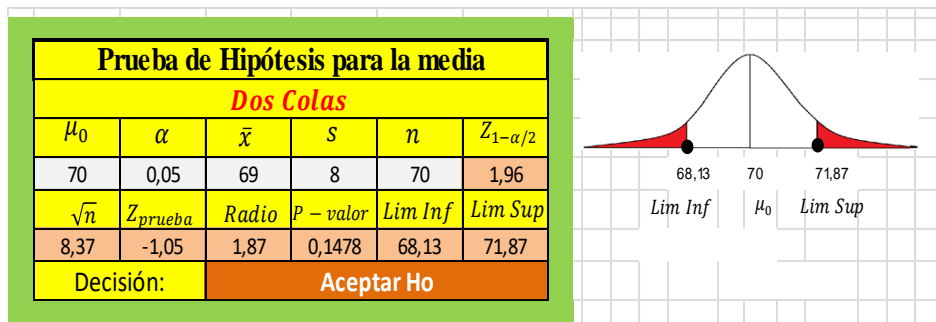 Prueba de Hipótesis para la media
Dos Colas
μ₀ α x̄ s n Z₁₋α/₂
70 0,05 69 8 70 1,96
√n Zprueba Radio P − valor Lim Inf Lim Sup
8,37 -1,05 1,87 0,1478 68,13 71,87
Decisión: Aceptar Ho
68,13 70 71,87
Lim Inf μ₀ Lim Sup